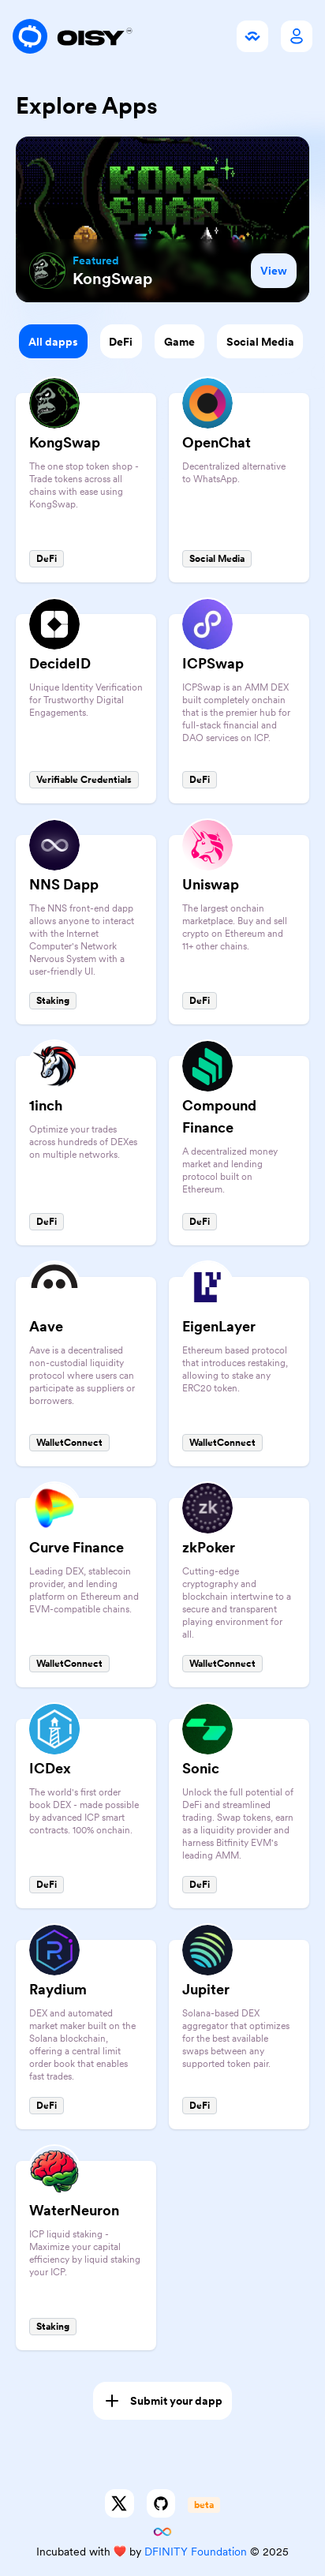 OISY
Explore Apps
KONG
SWAP
Featured
KongSwap
View
All dapps
DeFi
Game
Social Media
KongSwap
The one stop token shop -
Trade tokens across all
chains with ease using
KongSwap.
DeFi
OpenChat
Decentralized alternative
to WhatsApp.
Social Media
DecideID
Unique Identity Verification
for Trustworthy Digital
Engagements.
Verifiable Credentials
ICPSwap
ICPSwap is an AMM DEX
built completely onchain
that is the premier hub for
full-stack financial and
DAO services on ICP.
DeFi
NNS Dapp
The NNS front-end dapp
allows anyone to interact
with the Internet
Computer's Network
Nervous System with a
user-friendly UI.
Staking
Uniswap
The largest onchain
marketplace. Buy and sell
crypto on Ethereum and
11+ other chains.
DeFi
1inch
Optimize your trades
across hundreds of DEXes
on multiple networks.
DeFi
Compound
Finance
A decentralized money
market and lending
protocol built on
Ethereum.
DeFi
Aave
Aave is a decentralised
non-custodial liquidity
protocol where users can
participate as suppliers or
borrowers.
WalletConnect
EigenLayer
Ethereum based protocol
that introduces restaking,
allowing to stake any
ERC20 token.
WalletConnect
Curve Finance
Leading DEX, stablecoin
provider, and lending
platform on Ethereum and
EVM-compatible chains.
WalletConnect
zk
zkPoker
Cutting-edge
cryptography and
blockchain intertwine to a
secure and transparent
playing environment for
all.
WalletConnect
ICDex
The world's first order
book DEX - made possible
by advanced ICP smart
contracts. 100% onchain.
DeFi
Sonic
Unlock the full potential of
DeFi and streamlined
trading. Swap tokens, earn
as a liquidity provider and
harness Bitfinity EVM's
leading AMM.
DeFi
Raydium
DEX and automated
market maker built on the
Solana blockchain,
offering a central limit
order book that enables
fast trades.
DeFi
Jupiter
Solana-based DEX
aggregator that optimizes
for the best available
swaps between any
supported token pair.
DeFi
WaterNeuron
ICP liquid staking -
Maximize your capital
efficiency by liquid staking
your ICP.
Staking
Submit your dapp
beta
Incubated with ❤️ by DFINITY Foundation © 2025